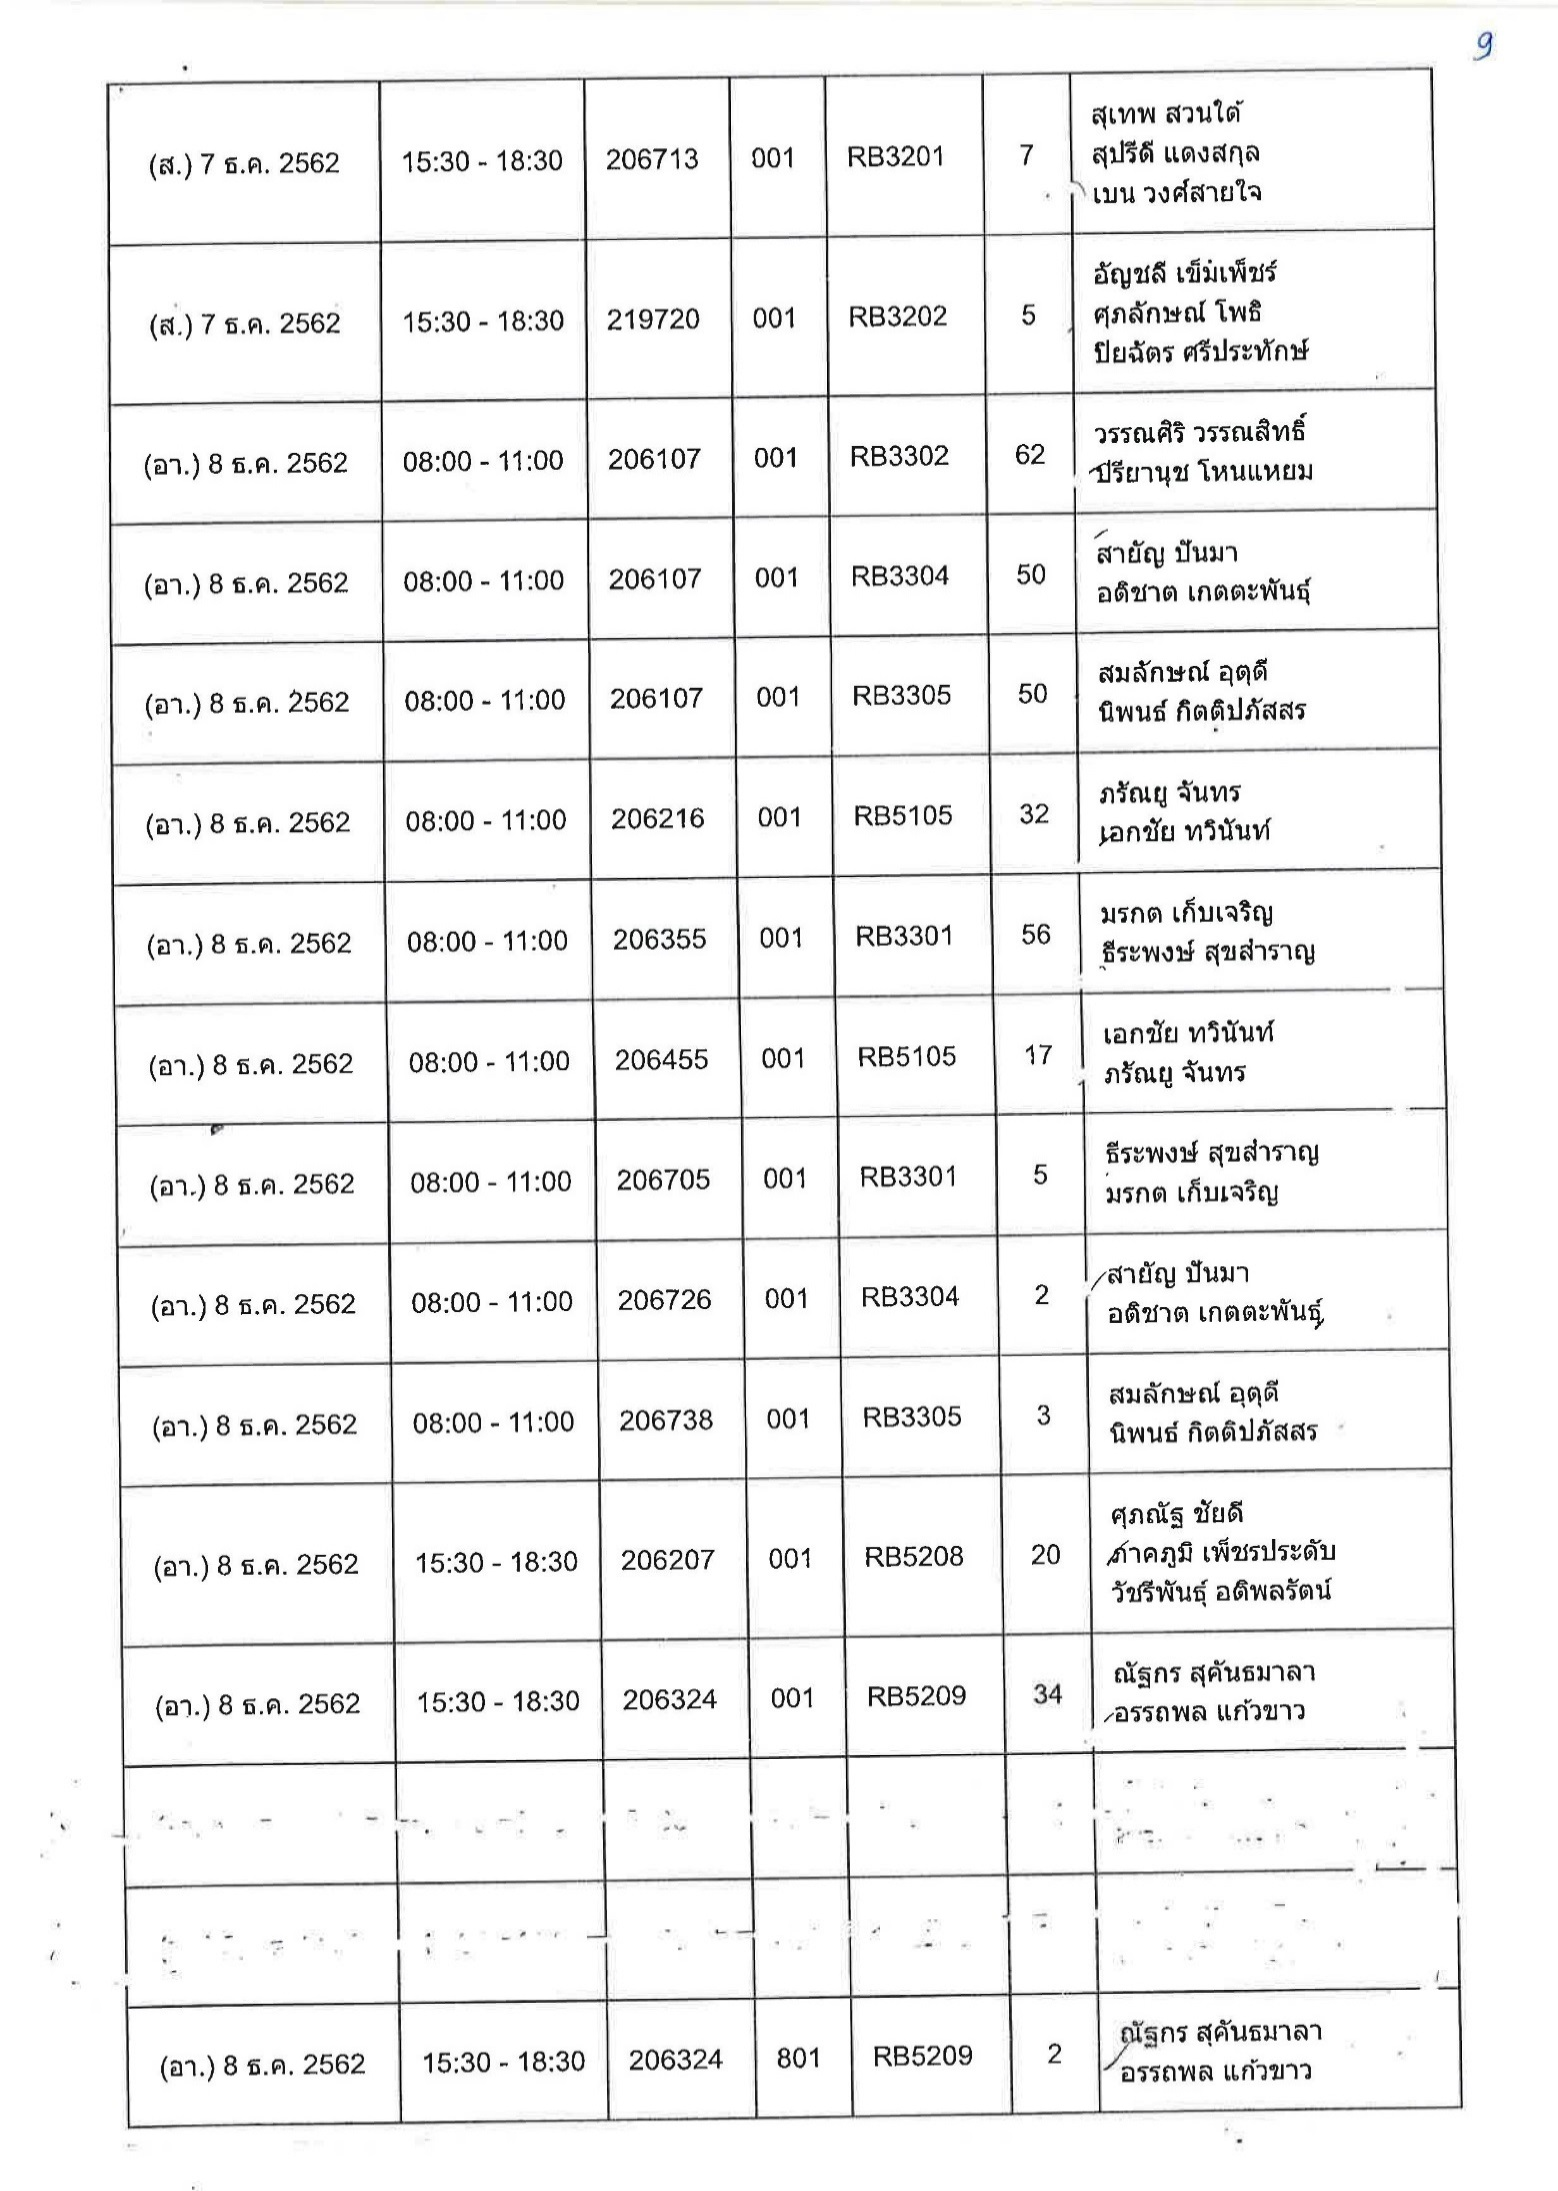 9
(ส.) 7 ธ.ค. 2562 15:30 - 18:30 206713 001 RB3201 7 สุเทพ สวนใต้
สุปรีดี แดงสกุล
เบน วงศ์สายใจ
(ส.) 7 ธ.ค. 2562 15:30 - 18:30 219720 001 RB3202 5 อัญชลี เข็มเพ็ชร์
ศุภลักษณ์ โพธิ
ปิยฉัตร ศรีประทักษ์
(อา.) 8 ธ.ค. 2562 08:00 - 11:00 206107 001 RB3302 62 วรรณศิริ วรรณสิทธิ์
ปรียานุช โหนแหยม
(อา.) 8 ธ.ค. 2562 08:00 - 11:00 206107 001 RB3304 50 สายัญ ปันมา
อติชาต เกตตะพันธุ์
(อา.) 8 ธ.ค. 2562 08:00 - 11:00 206107 001 RB3305 50 สมลักษณ์ อุตุดี
นิพนธ์ กิตติปภัสสร
(อา.) 8 ธ.ค. 2562 08:00 - 11:00 206216 001 RB5105 32 ภรัณยู จันทร
เอกชัย ทวินันท์
(อา.) 8 ธ.ค. 2562 08:00 - 11:00 206355 001 RB3301 56 มรกต เก็บเจริญ
ธีระพงษ์ สุขสำราญ
(อา.) 8 ธ.ค. 2562 08:00 - 11:00 206455 001 RB5105 17 เอกชัย ทวินันท์
ภรัณยู จันทร
(อา.) 8 ธ.ค. 2562 08:00 - 11:00 206705 001 RB3301 5 ธีระพงษ์ สุขสำราญ
มรกต เก็บเจริญ
(อา.) 8 ธ.ค. 2562 08:00 - 11:00 206726 001 RB3304 2 สายัญ ปันมา
อติชาต เกตตะพันธุ์
(อา.) 8 ธ.ค. 2562 08:00 - 11:00 206738 001 RB3305 3 สมลักษณ์ อุตุดี
นิพนธ์ กิตติปภัสสร
(อา.) 8 ธ.ค. 2562 15:30 - 18:30 206207 001 RB5208 20 ศุภณัฐ ชัยดี
ภาคภูมิ เพ็ชรประดับ
วัชรีพันธุ์ อติพลรัตน์
(อา.) 8 ธ.ค. 2562 15:30 - 18:30 206324 001 RB5209 34 ณัฐกร สุคันธมาลา
อรรถพล แก้วขาว
(อา.) 8 ธ.ค. 2562 15:30 - 18:30 206324 801 RB5209 2 ณัฐกร สุคันธมาลา
อรรถพล แก้วขาว